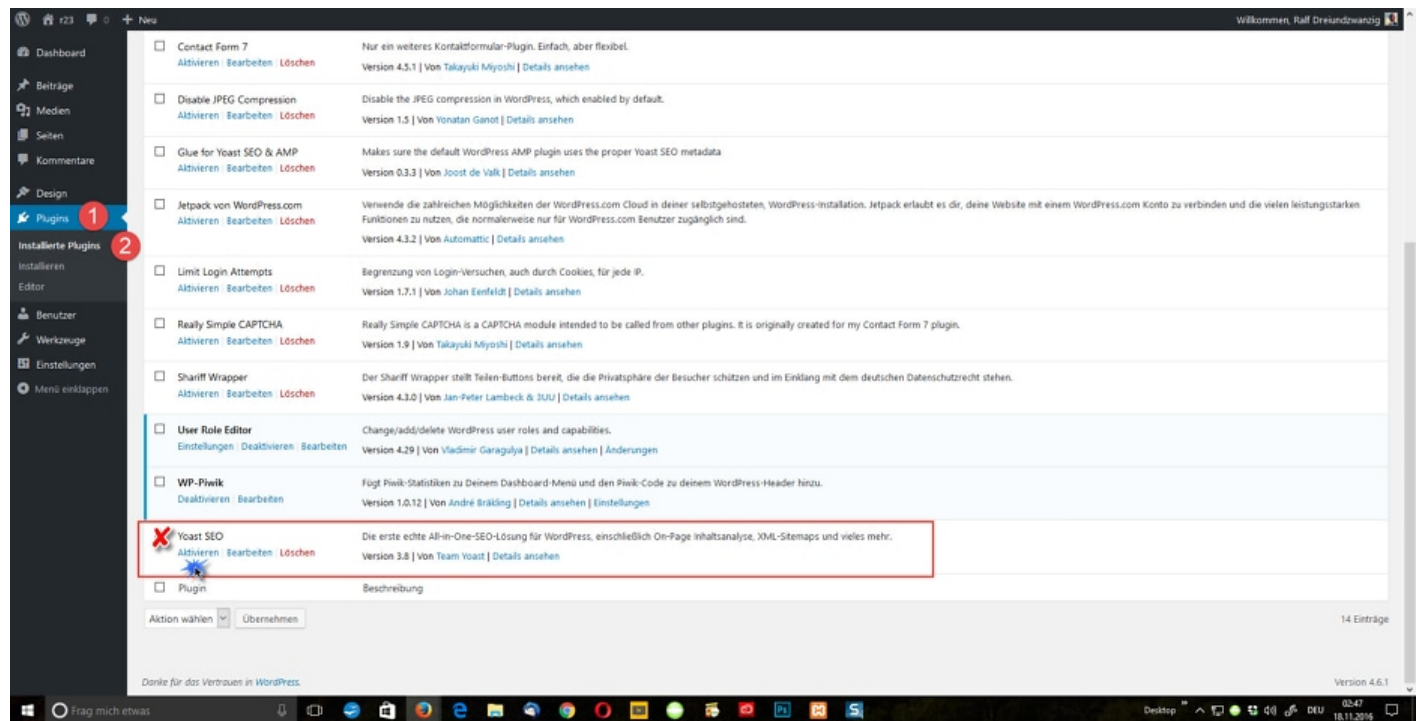 r23 0 + Neu Willkommen, Ralf Dreiundzwanzig
Dashboard
Beiträge
Medien
Seiten
Kommentare
Design
Plugins 1
Installierte Plugins 2
Installieren
Editor
Benutzer
Werkzeuge
Einstellungen
Menü einklappen
Contact Form 7 Nur ein weiteres Kontaktformular-Plugin. Einfach, aber flexibel.
Aktivieren | Bearbeiten | Löschen
Version 4.5.1 | Von Takayuki Miyoshi | Details ansehen
Disable JPEG Compression Disable the JPEG compression in WordPress, which enabled by default.
Aktivieren | Bearbeiten | Löschen
Version 1.5 | Von Yonatan Ganot | Details ansehen
Glue for Yoast SEO & AMP Makes sure the default WordPress AMP plugin uses the proper Yoast SEO metadata
Aktivieren | Bearbeiten | Löschen
Version 0.3.3 | Von Joost de Valk | Details ansehen
Jetpack von WordPress.com Verwende die zahlreichen Möglichkeiten der WordPress.com Cloud in deiner selbstgehosteten, WordPress-Installation. Jetpack erlaubt es dir, deine Website mit einem WordPress.com Konto zu verbinden und die vielen leistungsstarken
Aktivieren | Bearbeiten | Löschen Funktionen zu nutzen, die normalerweise nur für WordPress.com Benutzer zugänglich sind.
Version 4.3.2 | Von Automattic | Details ansehen
Limit Login Attempts Begrenzung von Login-Versuchen, auch durch Cookies, für jede IP.
Aktivieren | Bearbeiten | Löschen
Version 1.7.1 | Von Johan Eenfeldt | Details ansehen
Really Simple CAPTCHA Really Simple CAPTCHA is a CAPTCHA module intended to be called from other plugins. It is originally created for my Contact Form 7 plugin.
Aktivieren | Bearbeiten | Löschen
Version 1.9 | Von Takayuki Miyoshi | Details ansehen
Shariff Wrapper Der Shariff Wrapper stellt Teilen-Buttons bereit, die die Privatsphäre der Besucher schützen und im Einklang mit dem deutschen Datenschutzrecht stehen.
Aktivieren | Bearbeiten | Löschen
Version 4.3.0 | Von Jan-Peter Lambeck & 3UU | Details ansehen
User Role Editor Change/add/delete WordPress user roles and capabilities.
Einstellungen | Deaktivieren | Bearbeiten
Version 4.29 | Von Vladimir Garagulya | Details ansehen | Änderungen
WP-Piwik Fügt Piwik-Statistiken zu Deinem Dashboard-Menü und den Piwik-Code zu deinem WordPress-Header hinzu.
Deaktivieren | Bearbeiten
Version 1.0.12 | Von André Bräkling | Details ansehen | Einstellungen
Yoast SEO Die erste echte All-in-One-SEO-Lösung für WordPress, einschließlich On-Page Inhaltsanalyse, XML-Sitemaps und vieles mehr.
Aktivieren | Bearbeiten | Löschen
Version 3.8 | Von Team Yoast | Details ansehen
Plugin Beschreibung
Aktion wählen Übernehmen 14 Einträge
Danke für das Vertrauen in WordPress. Version 4.6.1
Frag mich etwas Desktop DEU 02:47
18.11.2016